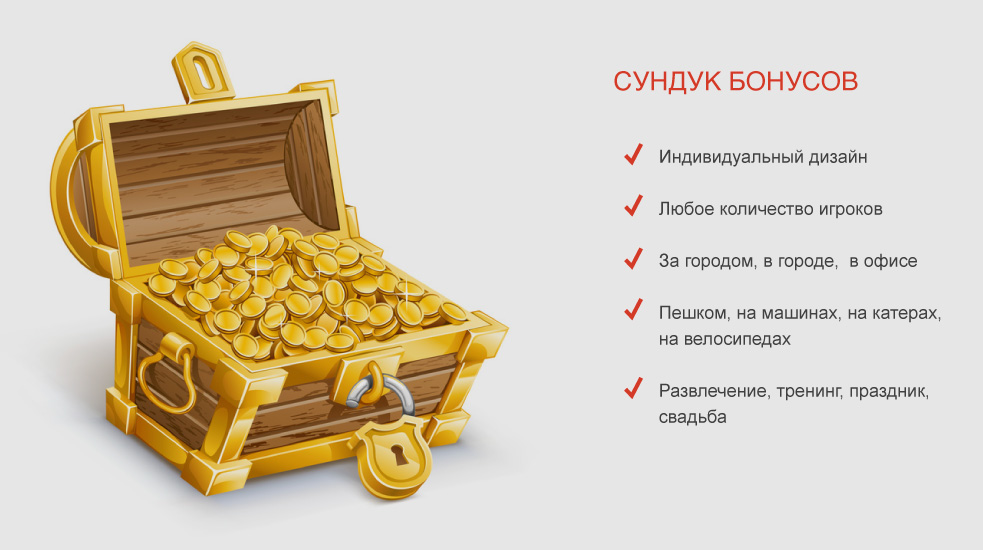 СУНДУК БОНУСОВ
Индивидуальный дизайн
Любое количество игроков
За городом, в городе,  в офисе
Пешком, на машинах, на катерах,
на велосипедах
Развлечение, тренинг, праздник,
свадьба